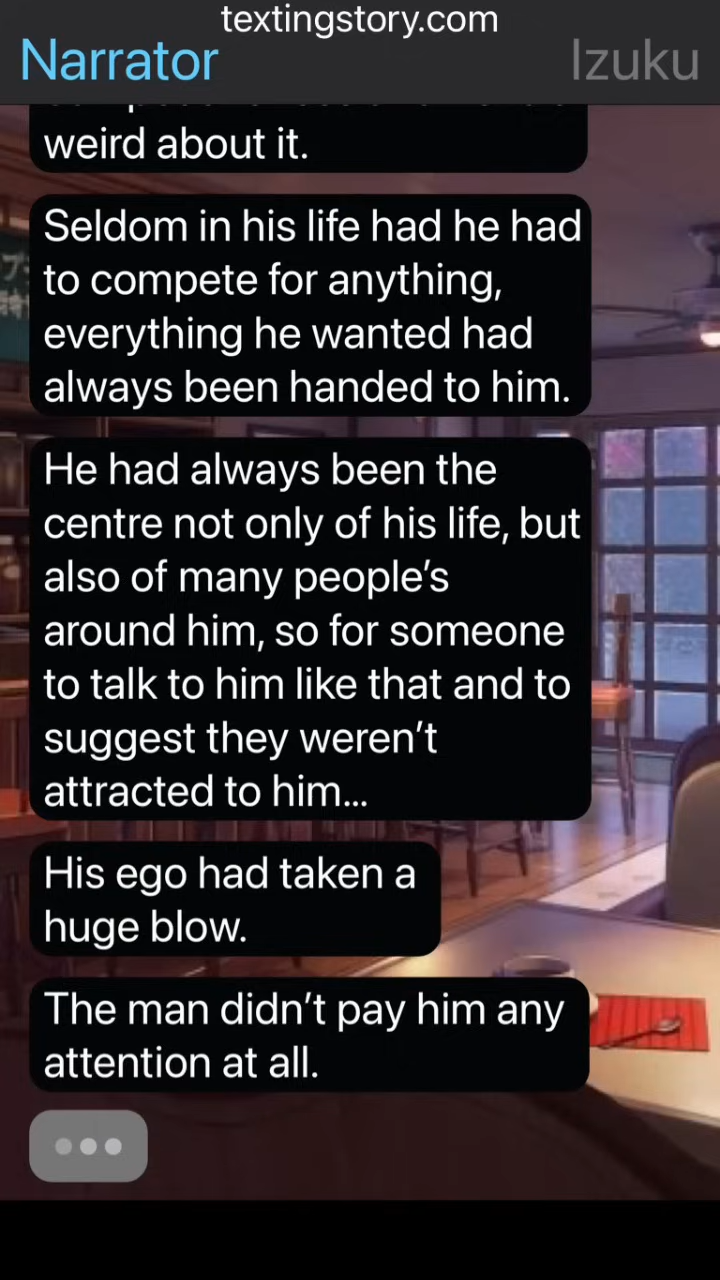 textingstory.com
Narrator
Izuku
weird about it.
Seldom in his life had he had
to compete for anything,
everything he wanted had
always been handed to him.
He had always been the
centre not only of his life, but
also of many people’s
around him, so for someone
to talk to him like that and to
suggest they weren’t
attracted to him...
His ego had taken a
huge blow.
The man didn’t pay him any
attention at all.